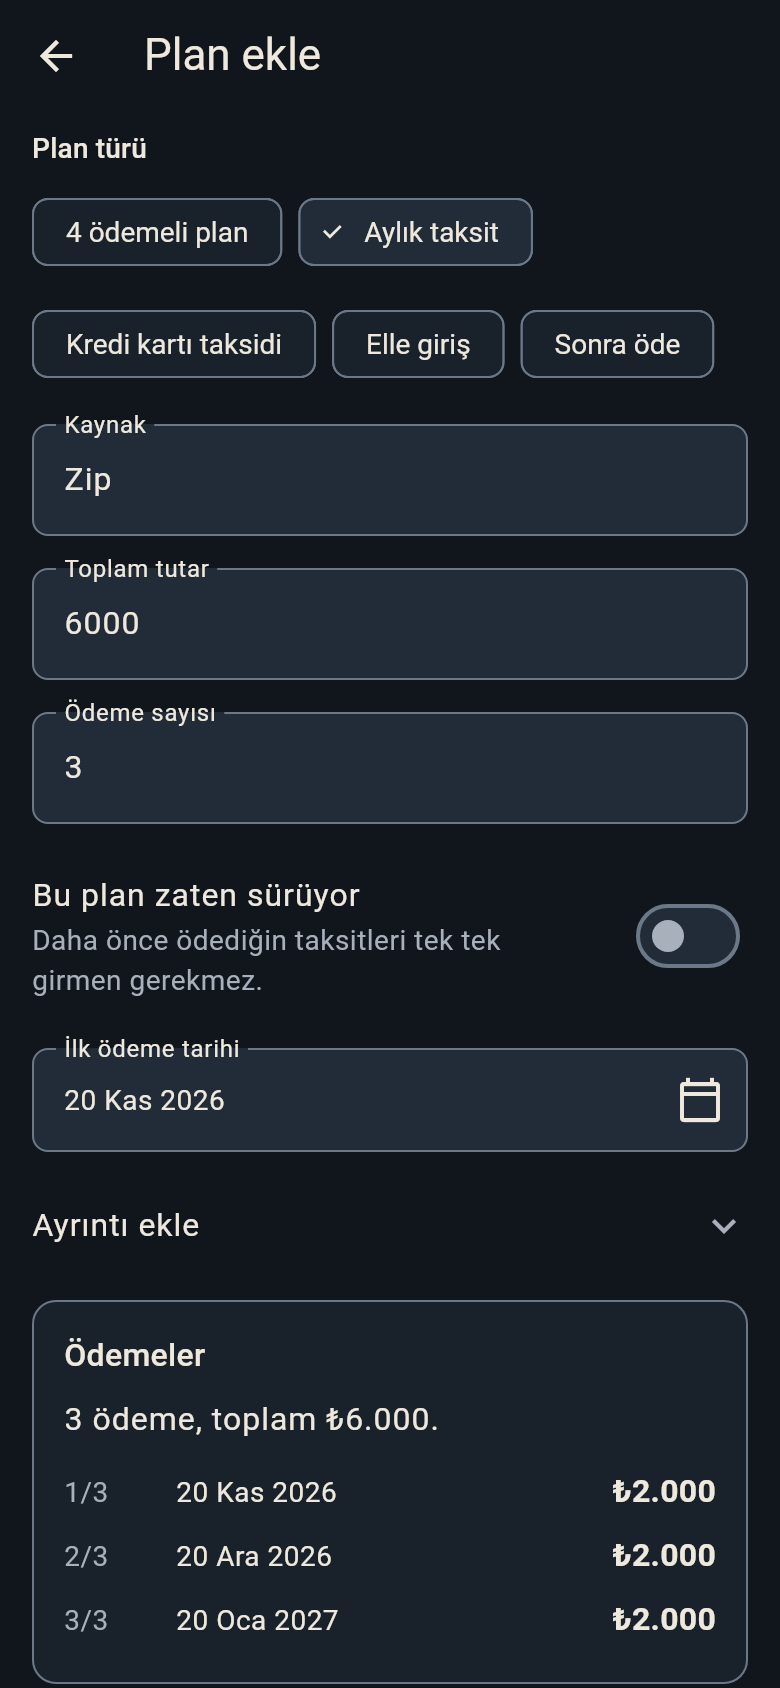 Plan ekle
Plan türü
4 ödemeli plan
Aylık taksit
Kredi kartı taksidi
Elle giriş
Sonra öde
Kaynak
Zip
Toplam tutar
6000
Ödeme sayısı
3
Bu plan zaten sürüyor
Daha önce ödediğin taksitleri tek tek
girmen gerekmez.
İlk ödeme tarihi
20 Kas 2026
Ayrıntı ekle
Ödemeler
3 ödeme, toplam ₺6.000.
1/3 20 Kas 2026 ₺2.000
2/3 20 Ara 2026 ₺2.000
3/3 20 Oca 2027 ₺2.000